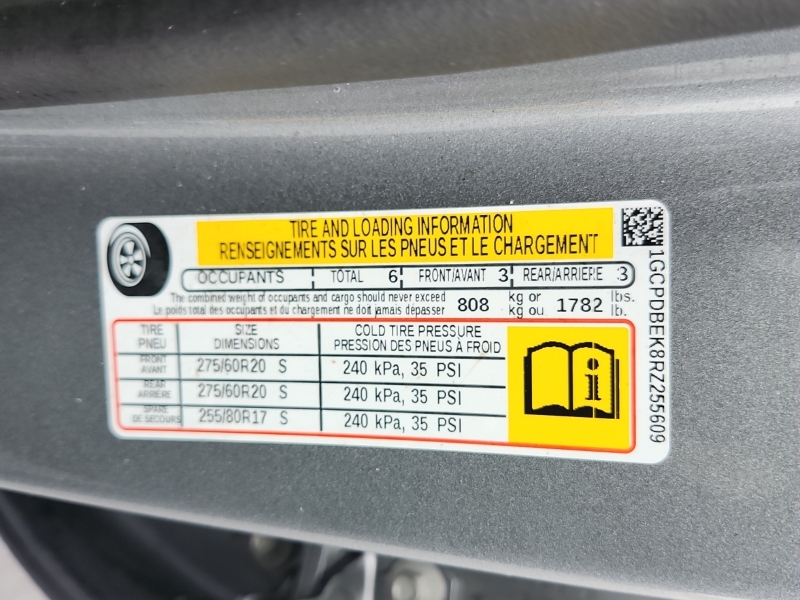 TIRE AND LOADING INFORMATION
RENSEIGNEMENTS SUR LES PNEUS ET LE CHARGEMENT
OCCUPANTS TOTAL 6 FRONT/AVANT 3 REAR/ARRIÈRE 3
The combined weight of occupants and cargo should never exceed 808 kg or 1782 lbs.
Le poids total des occupants et du chargement ne doit jamais dépasser kg ou lb.
TIRE SIZE COLD TIRE PRESSURE
PNEU DIMENSIONS PRESSION DES PNEUS À FROID
FRONT
AVANT 275/60R20 S 240 kPa, 35 PSI
REAR
ARRIÈRE 275/60R20 S 240 kPa, 35 PSI
SPARE
DE SECOURS 255/80R17 S 240 kPa, 35 PSI
i
1GCPDBEK8RZ255609